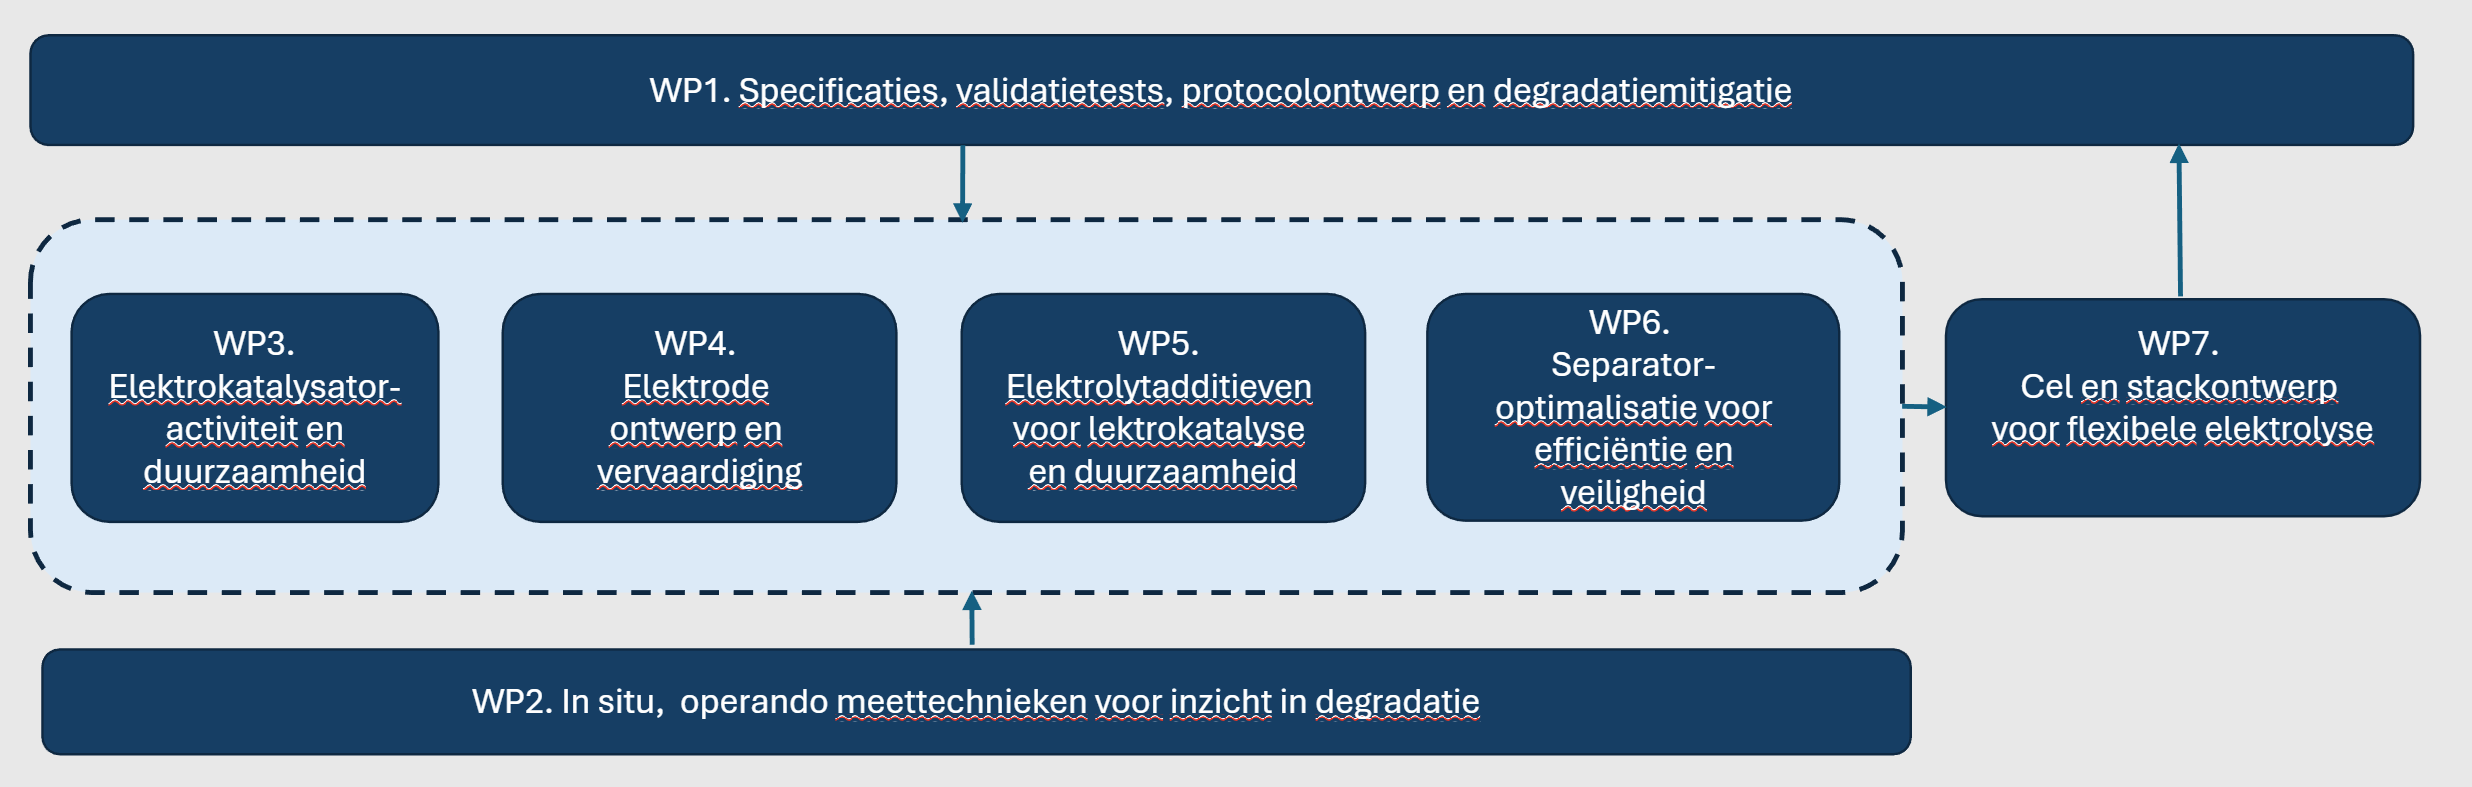 WP1. Specificaties, validatietests, protocolontwerp en degradatiemitigatie
WP3.
Elektrokatalysator-
activiteit en
duurzaamheid
WP4.
Elektrode
ontwerp en
vervaardiging
WP5.
Elektrolytadditieven
voor lektrokatalyse
en duurzaamheid
WP6.
Separator-
optimalisatie voor
efficiëntie en
veiligheid
WP7.
Cel en stackontwerp
voor flexibele elektrolyse
WP2. In situ,  operando meettechnieken voor inzicht in degradatie